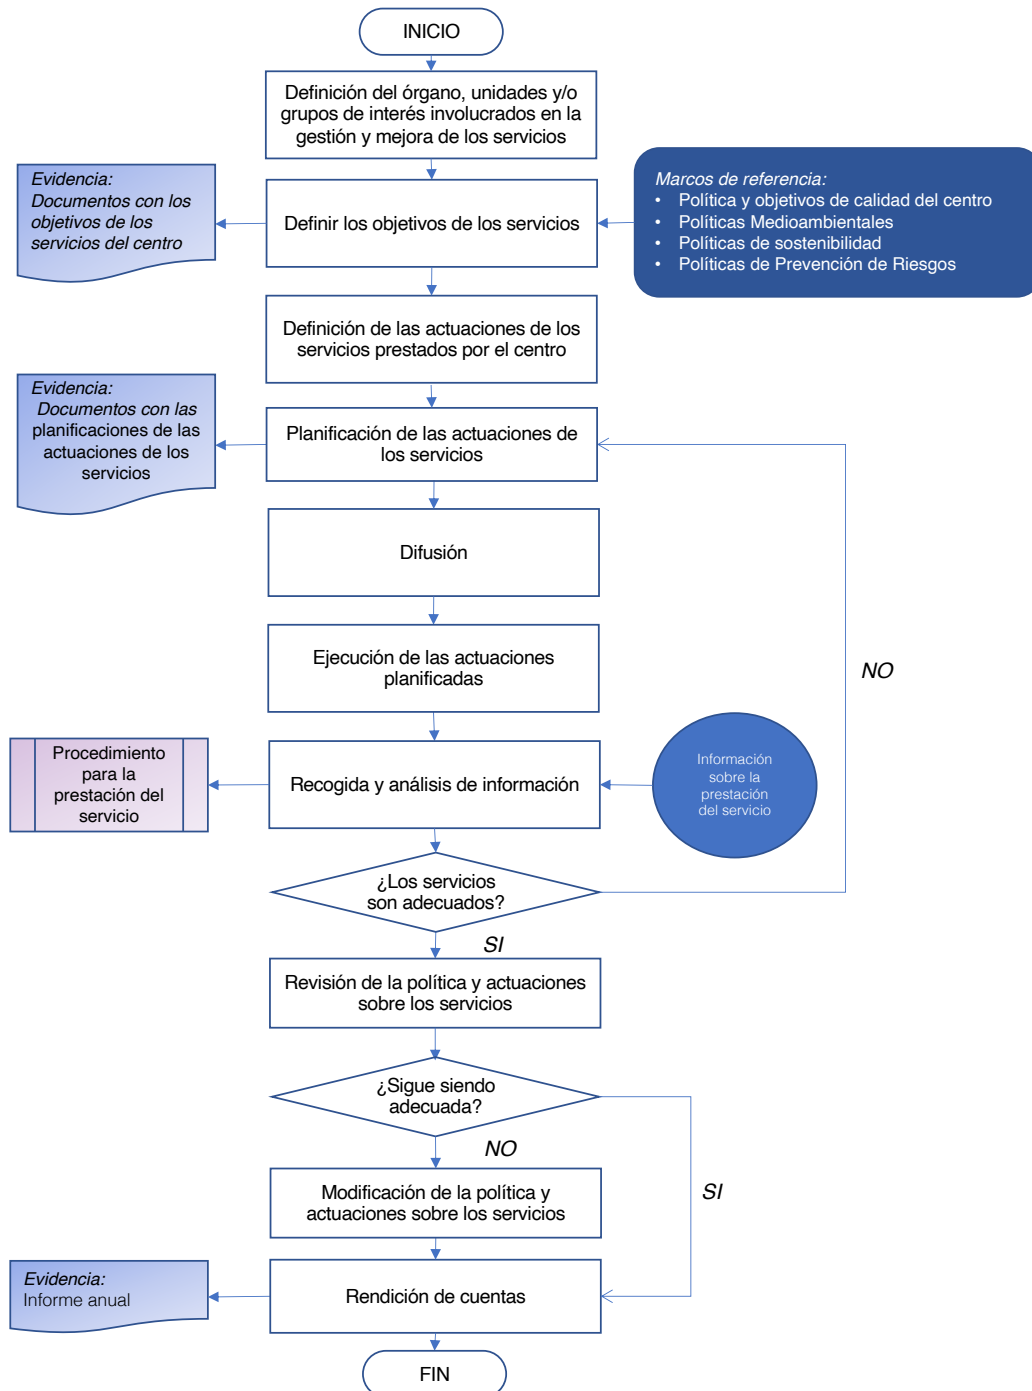 INICIO
Definición del órgano, unidades y/o
grupos de interés involucrados en la
gestión y mejora de los servicios
Evidencia:
Documentos con los
objetivos de los
servicios del centro
Definir los objetivos de los servicios
Marcos de referencia:
• Política y objetivos de calidad del centro
• Políticas Medioambientales
• Políticas de sostenibilidad
• Políticas de Prevención de Riesgos
Definición de las actuaciones de los
servicios prestados por el centro
Evidencia:
Documentos con las
planificaciones de las
actuaciones de los
servicios
Planificación de las actuaciones de
los servicios
Difusión
Ejecución de las actuaciones
planificadas
NO
Procedimiento
para la
prestación del
servicio
Recogida y análisis de información
Información
sobre la
prestación
del servicio
¿Los servicios
son adecuados?
SI
Revisión de la política y actuaciones
sobre los servicios
¿Sigue siendo
adecuada?
NO
SI
Modificación de la política y
actuaciones sobre los servicios
Evidencia:
Informe anual
Rendición de cuentas
FIN